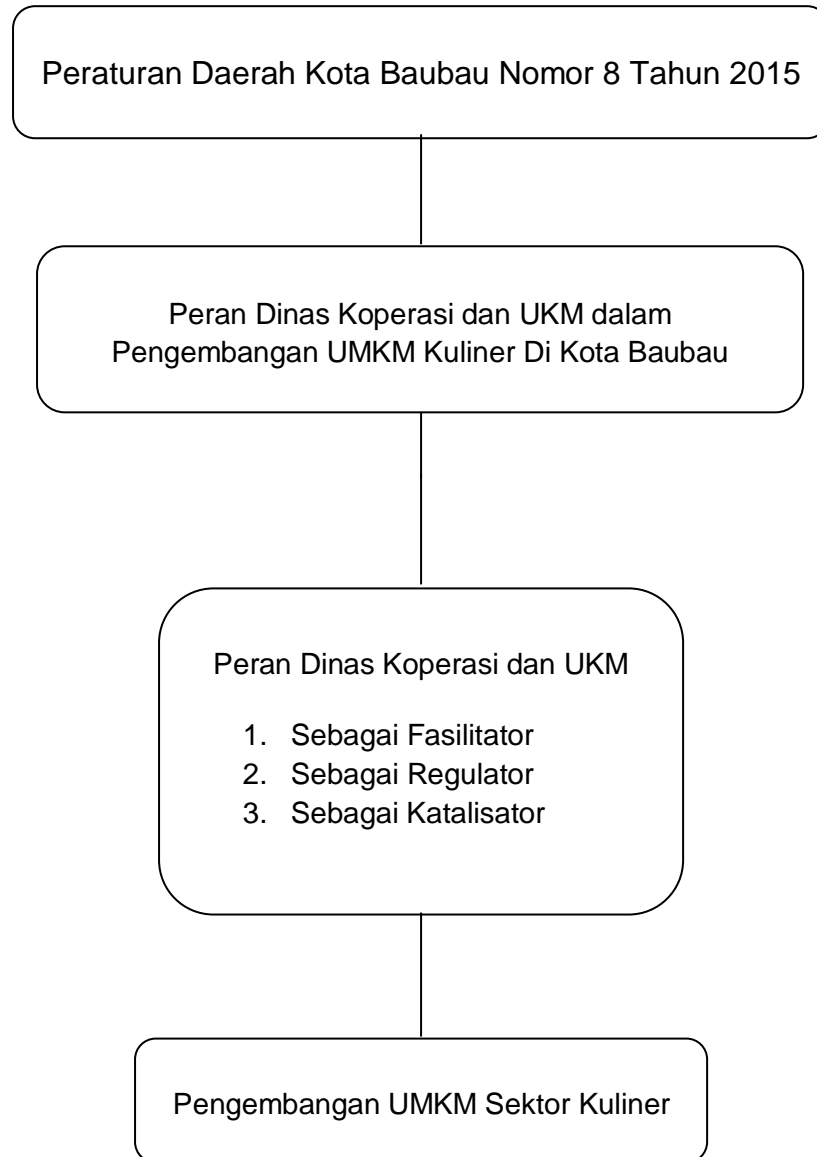 Peraturan Daerah Kota Baubau Nomor 8 Tahun 2015
Peran Dinas Koperasi dan UKM dalam
Pengembangan UMKM Kuliner Di Kota Baubau
Peran Dinas Koperasi dan UKM
1. Sebagai Fasilitator
2. Sebagai Regulator
3. Sebagai Katalisator
Pengembangan UMKM Sektor Kuliner